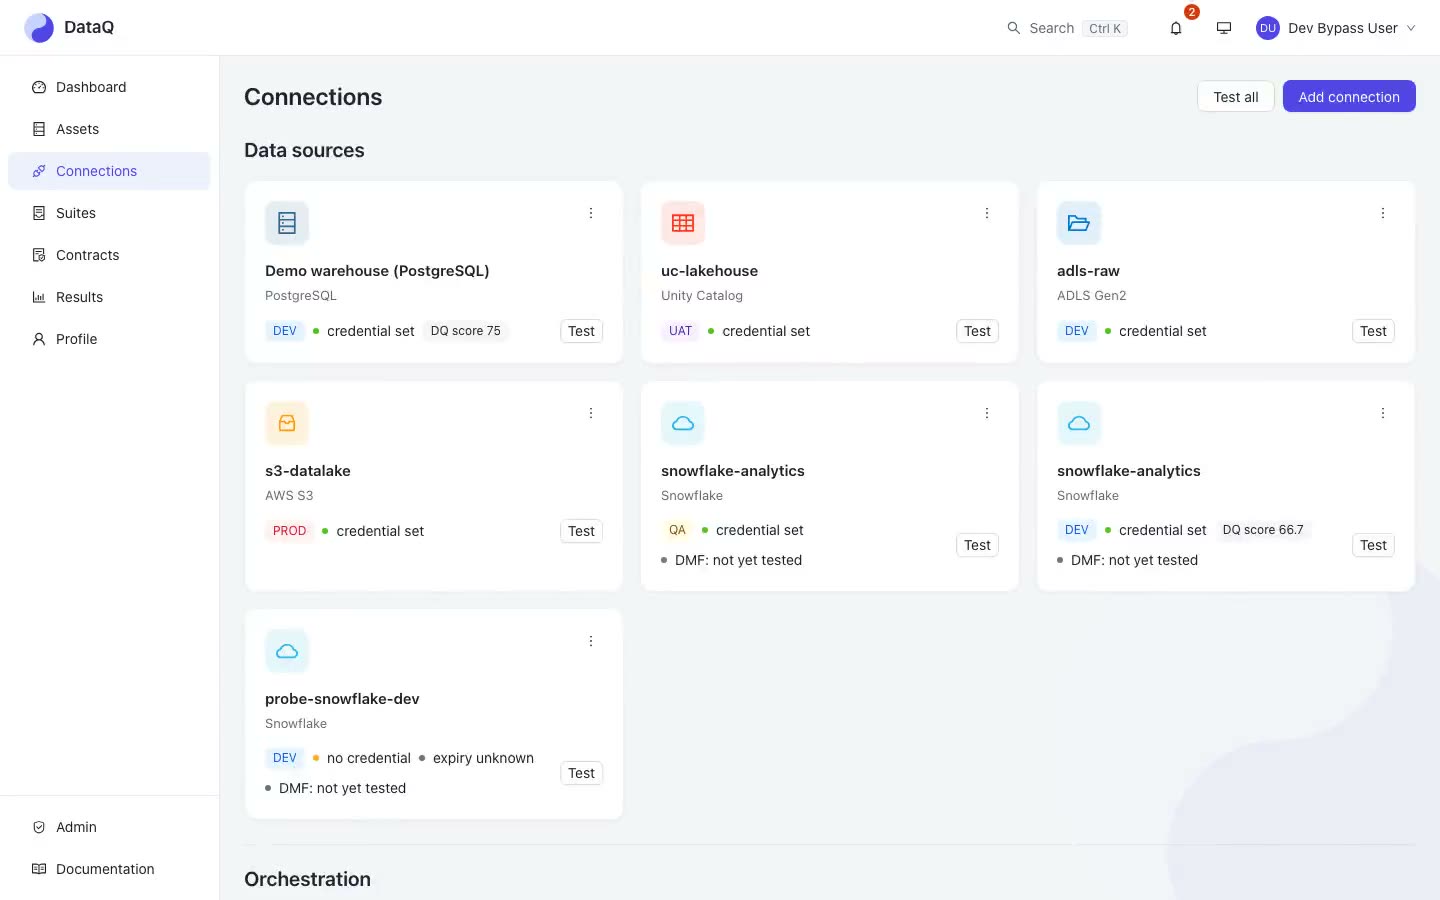 DataQ
Search Ctrl K
2
DU Dev Bypass User
Dashboard
Assets
Connections
Suites
Contracts
Results
Profile
Admin
Documentation
Connections
Test all
Add connection
Data sources
Demo warehouse (PostgreSQL)
PostgreSQL
DEV credential set DQ score 75 Test
uc-lakehouse
Unity Catalog
UAT credential set Test
adls-raw
ADLS Gen2
DEV credential set Test
s3-datalake
AWS S3
PROD credential set Test
snowflake-analytics
Snowflake
QA credential set
DMF: not yet tested
Test
snowflake-analytics
Snowflake
DEV credential set DQ score 66.7
DMF: not yet tested
Test
probe-snowflake-dev
Snowflake
DEV no credential expiry unknown
DMF: not yet tested
Test
Orchestration